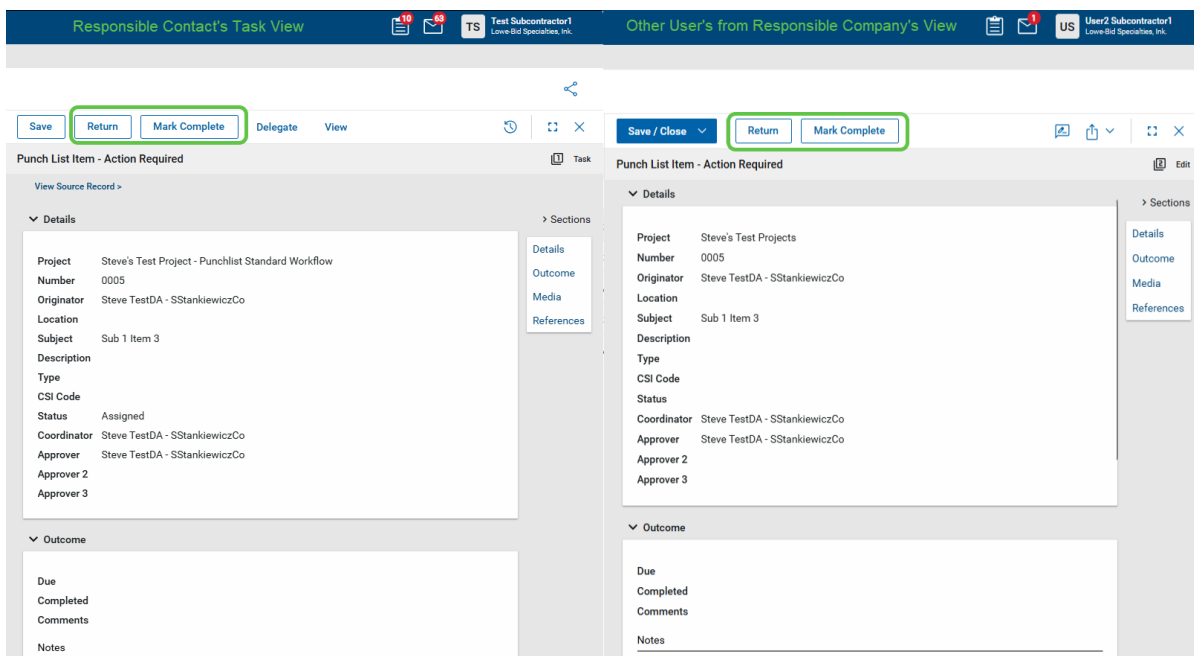 Responsible Contact's Task View
10
63
TS
Test Subcontractor1
Lowe-Bid Specialties, Ink.
Save
Return
Mark Complete
Delegate
View
Punch List Item - Action Required
1 Task
View Source Record >
Details
> Sections
Project Steve's Test Project - Punchlist Standard Workflow
Number 0005
Originator Steve TestDA - SStankiewiczCo
Location
Subject Sub 1 Item 3
Description
Type
CSI Code
Status Assigned
Coordinator Steve TestDA - SStankiewiczCo
Approver Steve TestDA - SStankiewiczCo
Approver 2
Approver 3
Details
Outcome
Media
References
Outcome
Due
Completed
Comments
Notes
Other User's from Responsible Company's View
1
US
User2 Subcontractor1
Lowe-Bid Specialties, Ink.
Save / Close
Return
Mark Complete
Punch List Item - Action Required
2 Edit
Details
> Sections
Project Steve's Test Projects
Number 0005
Originator Steve TestDA - SStankiewiczCo
Location
Subject Sub 1 Item 3
Description
Type
CSI Code
Status
Coordinator Steve TestDA - SStankiewiczCo
Approver Steve TestDA - SStankiewiczCo
Approver 2
Approver 3
Details
Outcome
Media
References
Outcome
Due
Completed
Comments
Notes